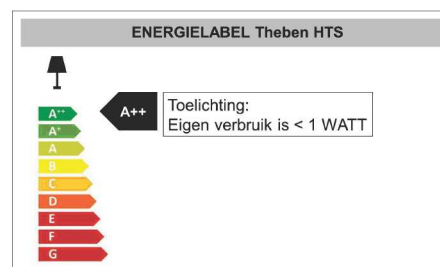 ENERGIELABEL Theben HTS
A++
A+
A
B
C
D
E
F
G
A++
Toelichting:
Eigen verbruik is < 1 WATT